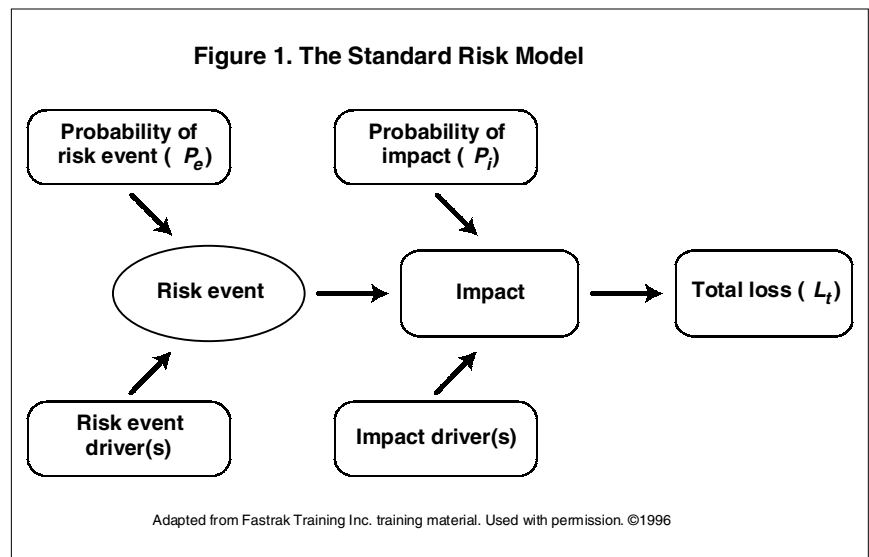 Figure 1. The Standard Risk Model
Probability of
risk event ( Pe)
Probability of
impact ( Pi)
Risk event
Impact
Total loss ( Lt)
Risk event
driver(s)
Impact driver(s)
Adapted from Fastrak Training Inc. training material. Used with permission. ©1996